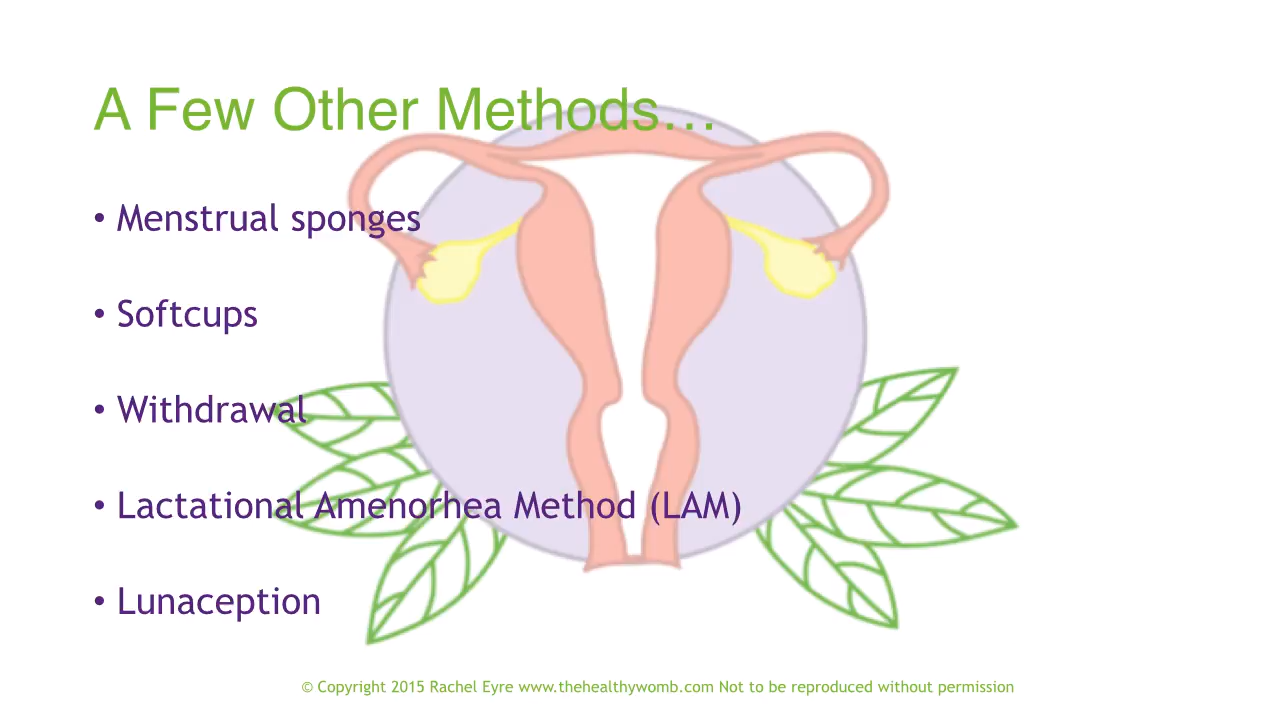 A Few Other Methods…
• Menstrual sponges
• Softcups
• Withdrawal
• Lactational Amenorhea Method (LAM)
• Lunaception
© Copyright 2015 Rachel Eyre www.thehealthywomb.com Not to be reproduced without permission